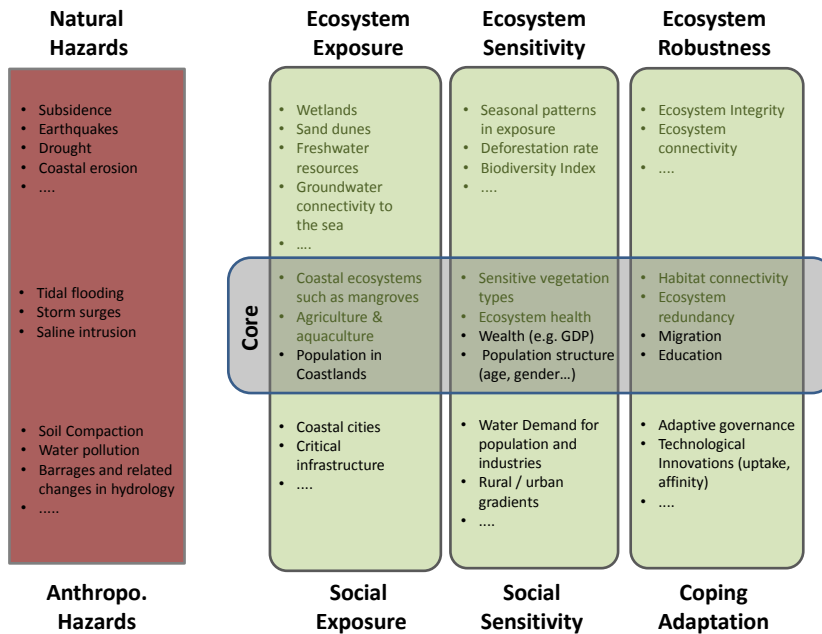 Natural
Hazards
• Subsidence
• Earthquakes
• Drought
• Coastal erosion
• ....
• Tidal flooding
• Storm surges
• Saline intrusion
• Soil Compaction
• Water pollution
• Barrages and related
changes in hydrology
• .....
Anthropo.
Hazards
Ecosystem
Exposure
• Wetlands
• Sand dunes
• Freshwater
resources
• Groundwater
connectivity to
the sea
• ....
Core
• Coastal ecosystems
such as mangroves
• Agriculture &
aquaculture
• Population in
Coastlands
• Coastal cities
• Critical
infrastructure
• ....
Social
Exposure
Ecosystem
Sensitivity
• Seasonal patterns
in exposure
• Deforestation rate
• Biodiversity Index
• ....
• Sensitive vegetation
types
• Ecosystem health
• Wealth (e.g. GDP)
• Population structure
(age, gender…)
• Water Demand for
population and
industries
• Rural / urban
gradients
• ....
Social
Sensitivity
Ecosystem
Robustness
• Ecosystem Integrity
• Ecosystem
connectivity
• ....
• Habitat connectivity
• Ecosystem
redundancy
• Migration
• Education
• Adaptive governance
• Technological
Innovations (uptake,
affinity)
• ....
Coping
Adaptation